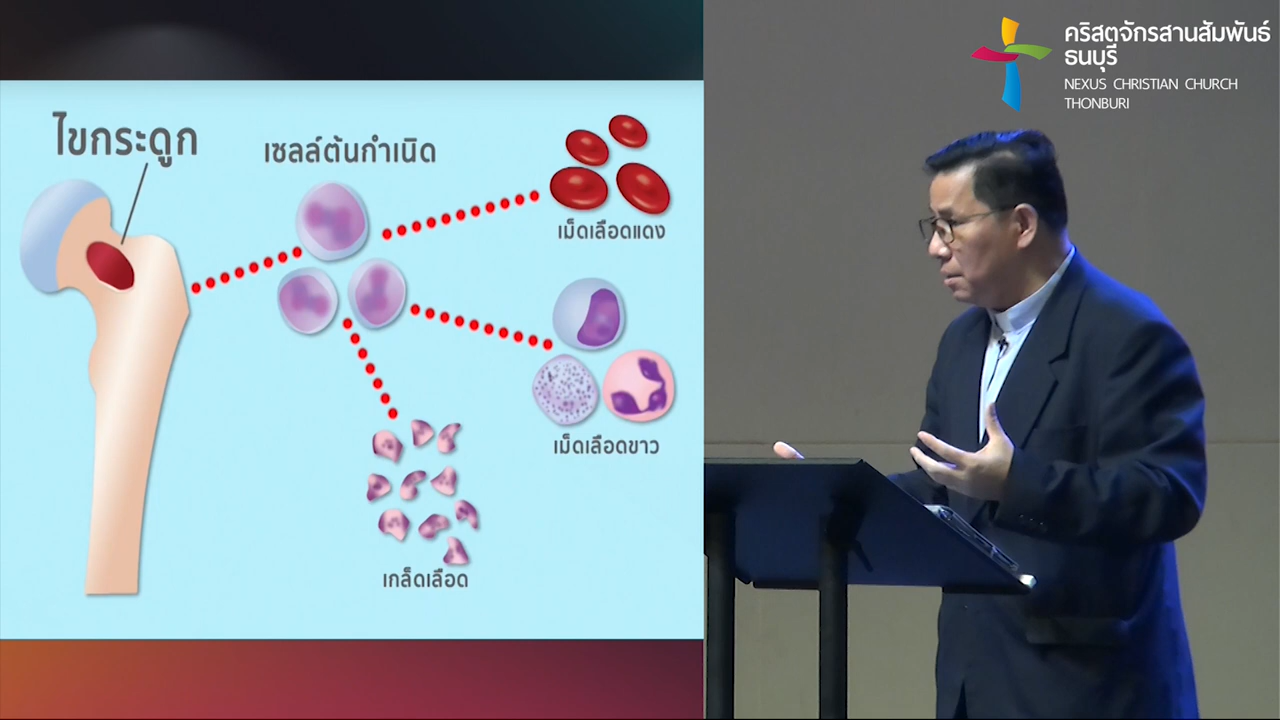 ไขกระดูก
เซลล์ต้นกำเนิด
เม็ดเลือดแดง
เม็ดเลือดขาว
เกล็ดเลือด
คริสตจักรสานสัมพันธ์
ธนบุรี
NEXUS CHRISTIAN CHURCH
THONBURI